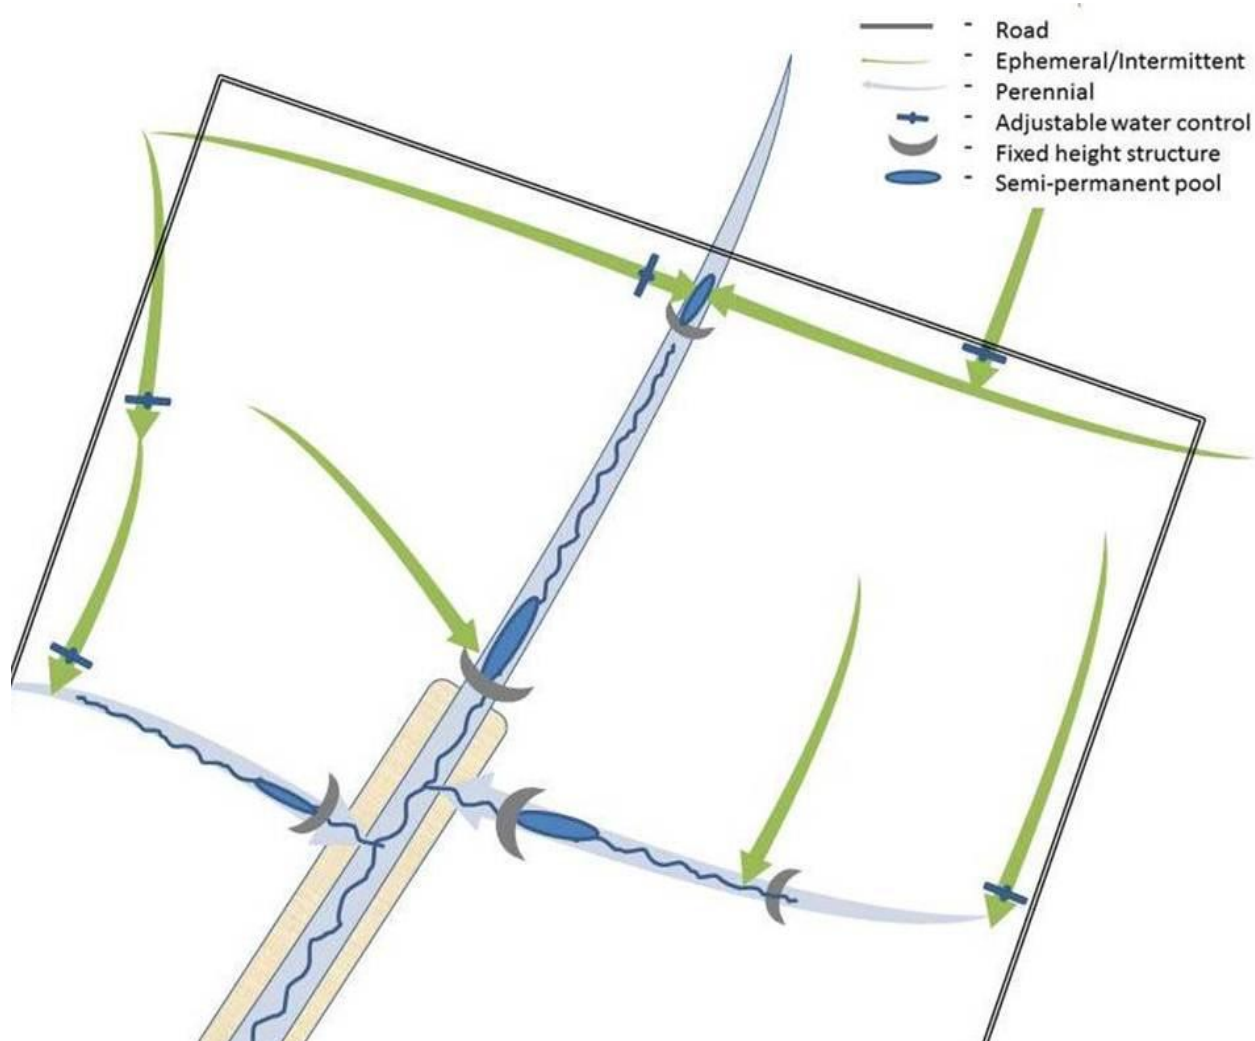 - Road
- Ephemeral/Intermittent
- Perennial
- Adjustable water control
- Fixed height structure
- Semi-permanent pool